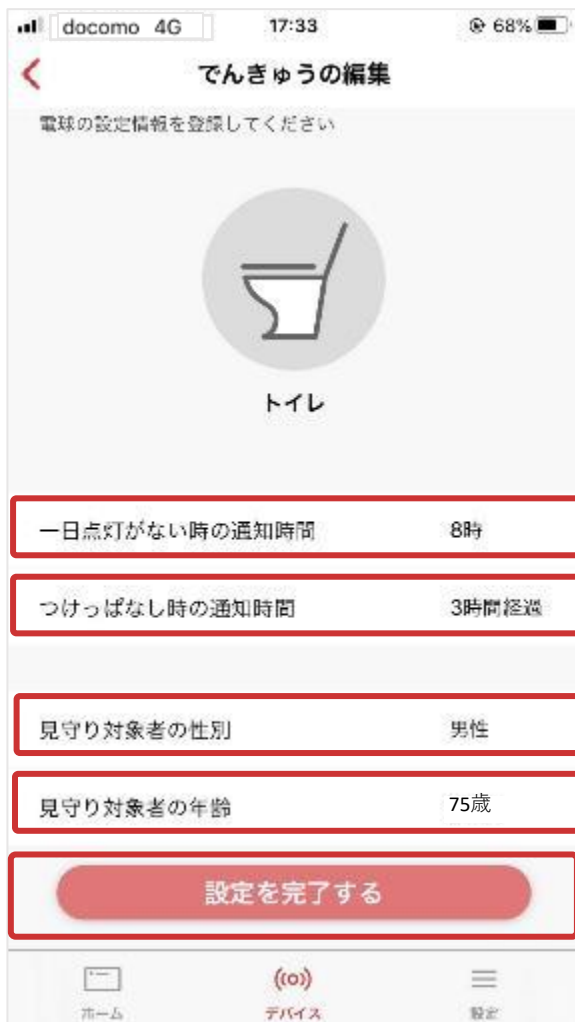 docomo 4G 17:33 68%
でんきゅうの編集
電球の設定情報を登録してください
トイレ
一日点灯がない時の通知時間 8時
つけっぱなし時の通知時間 3時間経過
見守り対象者の性別 男性
見守り対象者の年齢 75歳
設定を完了する
ホーム デバイス 設定